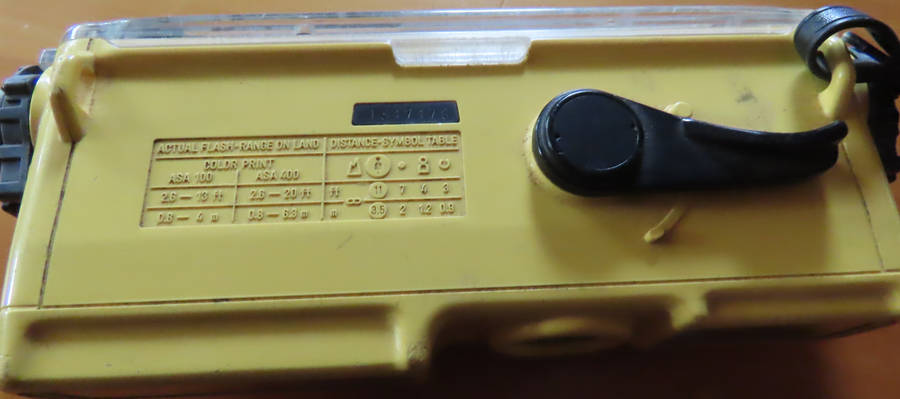 ACTUAL FLASH-RANGE ON LAND DISTANCE-SYMBOL TABLE
COLOR PRINT
ASA 100 ASA 400
2.6 — 13 ft 2.6 — 20 ft ft ∞ 11 7 4 3
0.8 — 4 m 0.8 — 6.3 m m 3.5 2 1.2 0.9